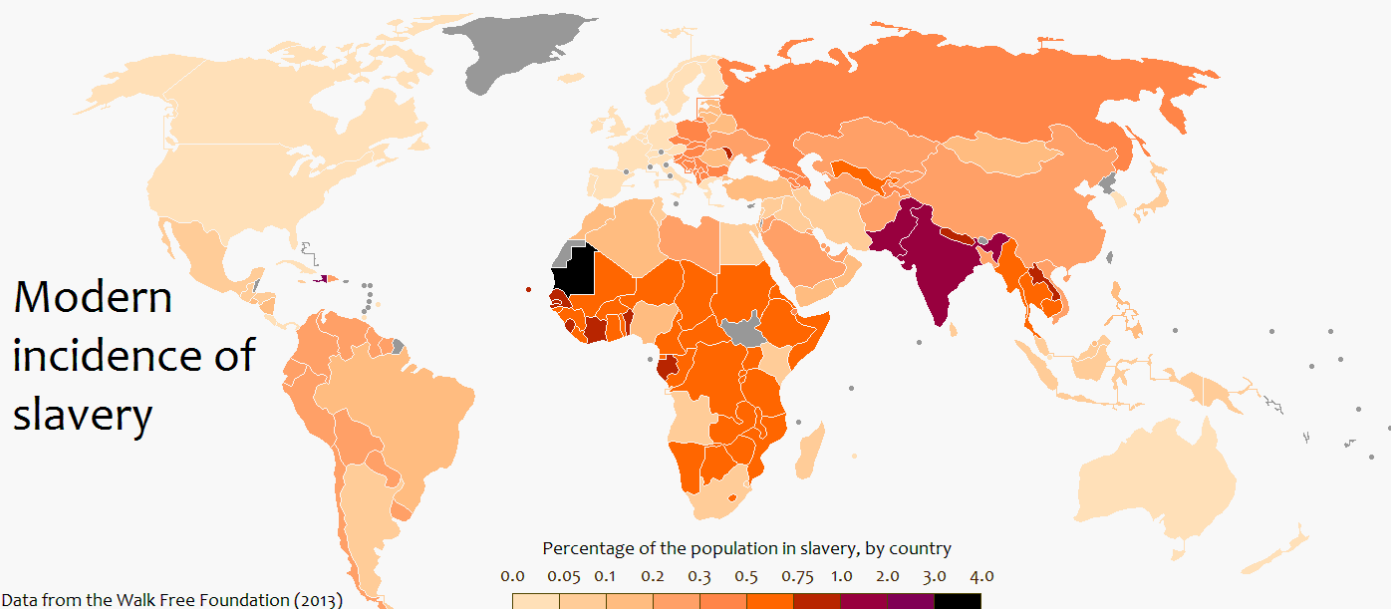 Modern
incidence of
slavery
Percentage of the population in slavery, by country
0.0 0.05 0.1 0.2 0.3 0.5 0.75 1.0 2.0 3.0 4.0
Data from the Walk Free Foundation (2013)